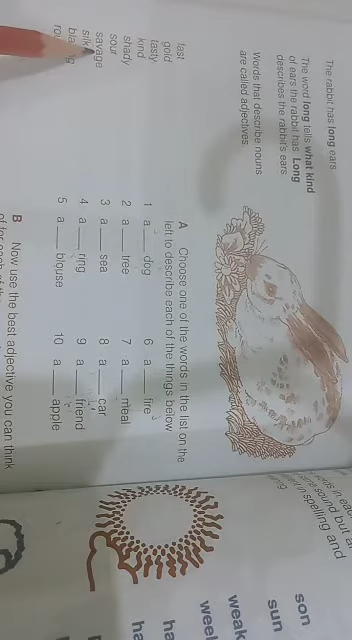 The rabbit has long ears
The word long tells what kind
of ears the rabbit has Long
describes the rabbit's ears
Words that describe nouns
are called adjectives
A Choose one of the words in the list on the
left to describe each of the things below
fast
gold
tasty
kind
shady
sour
savage
1 a ___ dog
2 a ___ tree
3 a ___ sea
4 a ___ ring
5 a ___ blouse
6 a ___ fire
7 a ___ meal
8 a ___ car
9 a ___ friend
10 a ___ apple
B Now use the best adjective you can think
spelling and
son
sun
weak